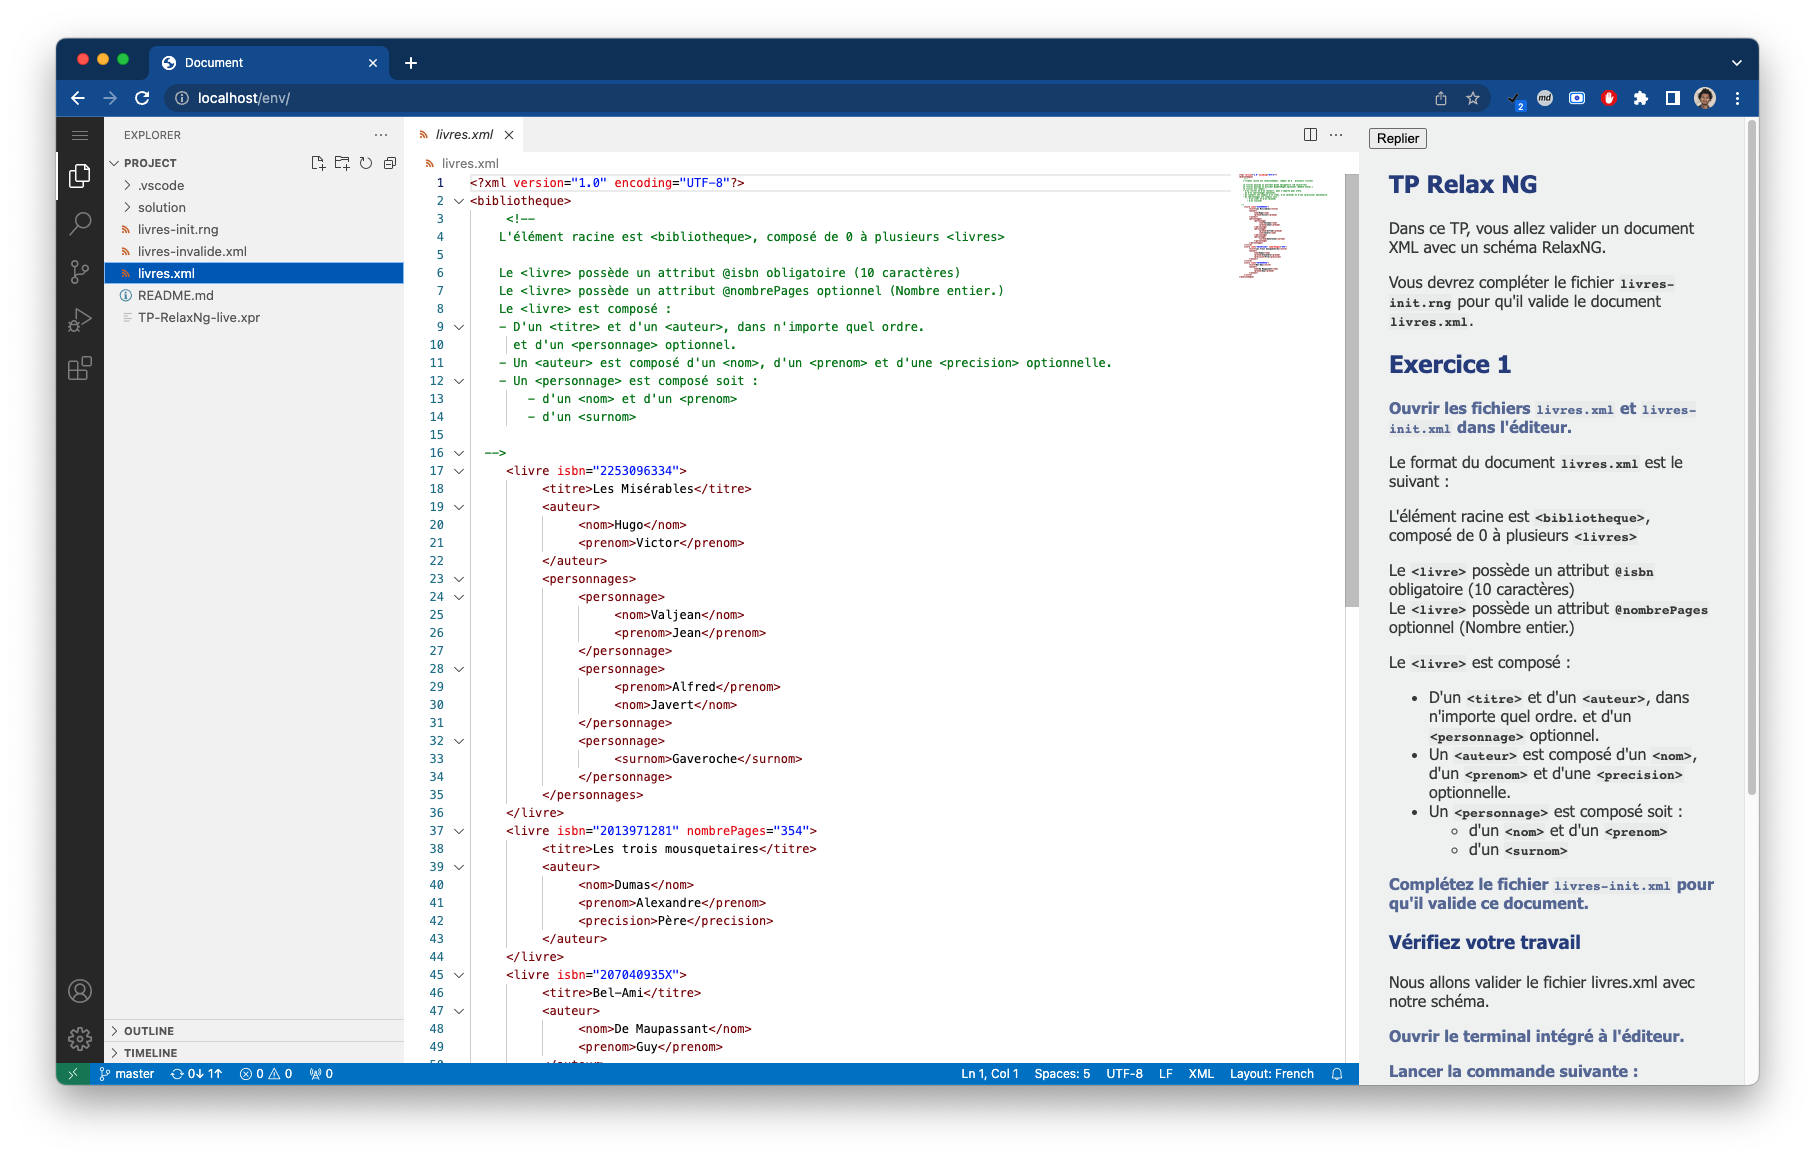 Document
localhost/env/
2
md
EXPLORER
PROJECT
.vscode
solution
livres-init.rng
livres-invalide.xml
livres.xml
README.md
TP-RelaxNg-live.xpr
OUTLINE
TIMELINE
livres.xml
livres.xml
1 <?xml version="1.0" encoding="UTF-8"?>
2 <bibliotheque>
3 <!--
4 L'élément racine est <bibliotheque>, composé de 0 à plusieurs <livres>
5
6 Le <livre> possède un attribut @isbn obligatoire (10 caractères)
7 Le <livre> possède un attribut @nombrePages optionnel (Nombre entier.)
8 Le <livre> est composé :
9 - D'un <titre> et d'un <auteur>, dans n'importe quel ordre.
10 et d'un <personnage> optionnel.
11 - Un <auteur> est composé d'un <nom>, d'un <prenom> et d'une <precision> optionnelle.
12 - Un <personnage> est composé soit :
13 - d'un <nom> et d'un <prenom>
14 - d'un <surnom>
15
16 -->
17 <livre isbn="2253096334">
18 <titre>Les Misérables</titre>
19 <auteur>
20 <nom>Hugo</nom>
21 <prenom>Victor</prenom>
22 </auteur>
23 <personnages>
24 <personnage>
25 <nom>Valjean</nom>
26 <prenom>Jean</prenom>
27 </personnage>
28 <personnage>
29 <prenom>Alfred</prenom>
30 <nom>Javert</nom>
31 </personnage>
32 <personnage>
33 <surnom>Gaveroche</surnom>
34 </personnage>
35 </personnages>
36 </livre>
37 <livre isbn="2013971281" nombrePages="354">
38 <titre>Les trois mousquetaires</titre>
39 <auteur>
40 <nom>Dumas</nom>
41 <prenom>Alexandre</prenom>
42 <precision>Père</precision>
43 </auteur>
44 </livre>
45 <livre isbn="207040935X">
46 <titre>Bel-Ami</titre>
47 <auteur>
48 <nom>De Maupassant</nom>
49 <prenom>Guy</prenom>
Replier
TP Relax NG
Dans ce TP, vous allez valider un document
XML avec un schéma RelaxNG.
Vous devrez compléter le fichier livres-
init.rng pour qu'il valide le document
livres.xml.
Exercice 1
Ouvrir les fichiers livres.xml et livres-
init.xml dans l'éditeur.
Le format du document livres.xml est le
suivant :
L'élément racine est <bibliotheque>,
composé de 0 à plusieurs <livres>
Le <livre> possède un attribut @isbn
obligatoire (10 caractères)
Le <livre> possède un attribut @nombrePages
optionnel (Nombre entier.)
Le <livre> est composé :
• D'un <titre> et d'un <auteur>, dans
n'importe quel ordre. et d'un
<personnage> optionnel.
• Un <auteur> est composé d'un <nom>,
d'un <prenom> et d'une <precision>
optionnelle.
• Un <personnage> est composé soit :
◦ d'un <nom> et d'un <prenom>
◦ d'un <surnom>
Complétez le fichier livres-init.xml pour
qu'il valide ce document.
Vérifiez votre travail
Nous allons valider le fichier livres.xml avec
notre schéma.
Ouvrir le terminal intégré à l'éditeur.
Lancer la commande suivante :
master 0↓ 1↑ 0 0 0 Ln 1, Col 1 Spaces: 5 UTF-8 LF XML Layout: French